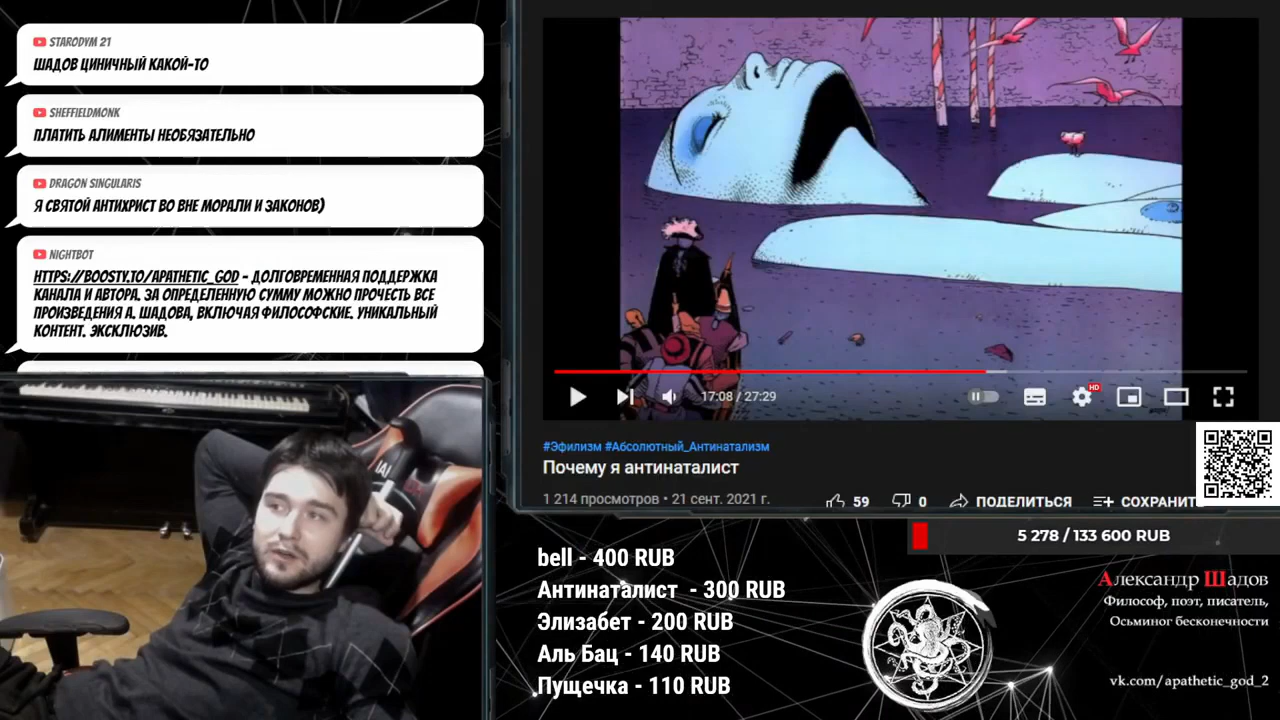 STARODYM 21
ШАДОВ ЦИНИЧНЫЙ КАКОЙ-ТО
SHEFFIELDMONK
ПЛАТИТЬ АЛИМЕНТЫ НЕОБЯЗАТЕЛЬНО
DRAGON SINGULARIS
Я СВЯТОЙ АНТИХРИСТ ВО ВНЕ МОРАЛИ И ЗАКОНОВ)
NIGHTBOT
HTTPS://BOOSTY.TO/APATHETIC_GOD - ДОЛГОВРЕМЕННАЯ ПОДДЕРЖКА
КАНАЛА И АВТОРА. ЗА ОПРЕДЕЛЕННУЮ СУММУ МОЖНО ПРОЧЕСТЬ ВСЕ
ПРОИЗВЕДЕНИЯ А. ШАДОВА, ВКЛЮЧАЯ ФИЛОСОФСКИЕ. УНИКАЛЬНЫЙ
КОНТЕНТ. ЭКСКЛЮЗИВ.
17:08 / 27:29
HD
#Эфилизм #Абсолютный_Антинатализм
Почему я антинаталист
1 214 просмотров • 21 сент. 2021 г.
59
0
ПОДЕЛИТЬСЯ
СОХРАНИТЬ
5 278 / 133 600 RUB
bell - 400 RUB
Антинаталист - 300 RUB
Элизабет - 200 RUB
Аль Бац - 140 RUB
Пущечка - 110 RUB
Александр Шадов
Философ, поэт, писатель,
Осьминог бесконечности
vk.com/apathetic_god_2